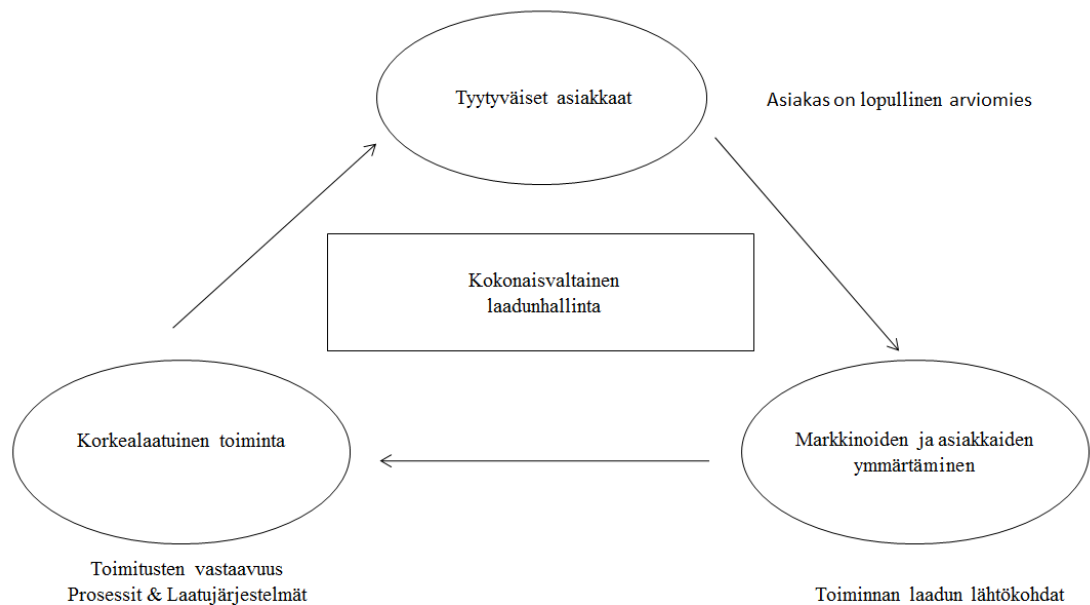 Tyytyväiset asiakkaat
Asiakas on lopullinen arviomies
Kokonaisvaltainen
laadunhallinta
Korkealaatuinen toiminta
Markkinoiden ja asiakkaiden
ymmärtäminen
Toimitusten vastaavuus
Prosessit & Laatujärjestelmät
Toiminnan laadun lähtökohdat